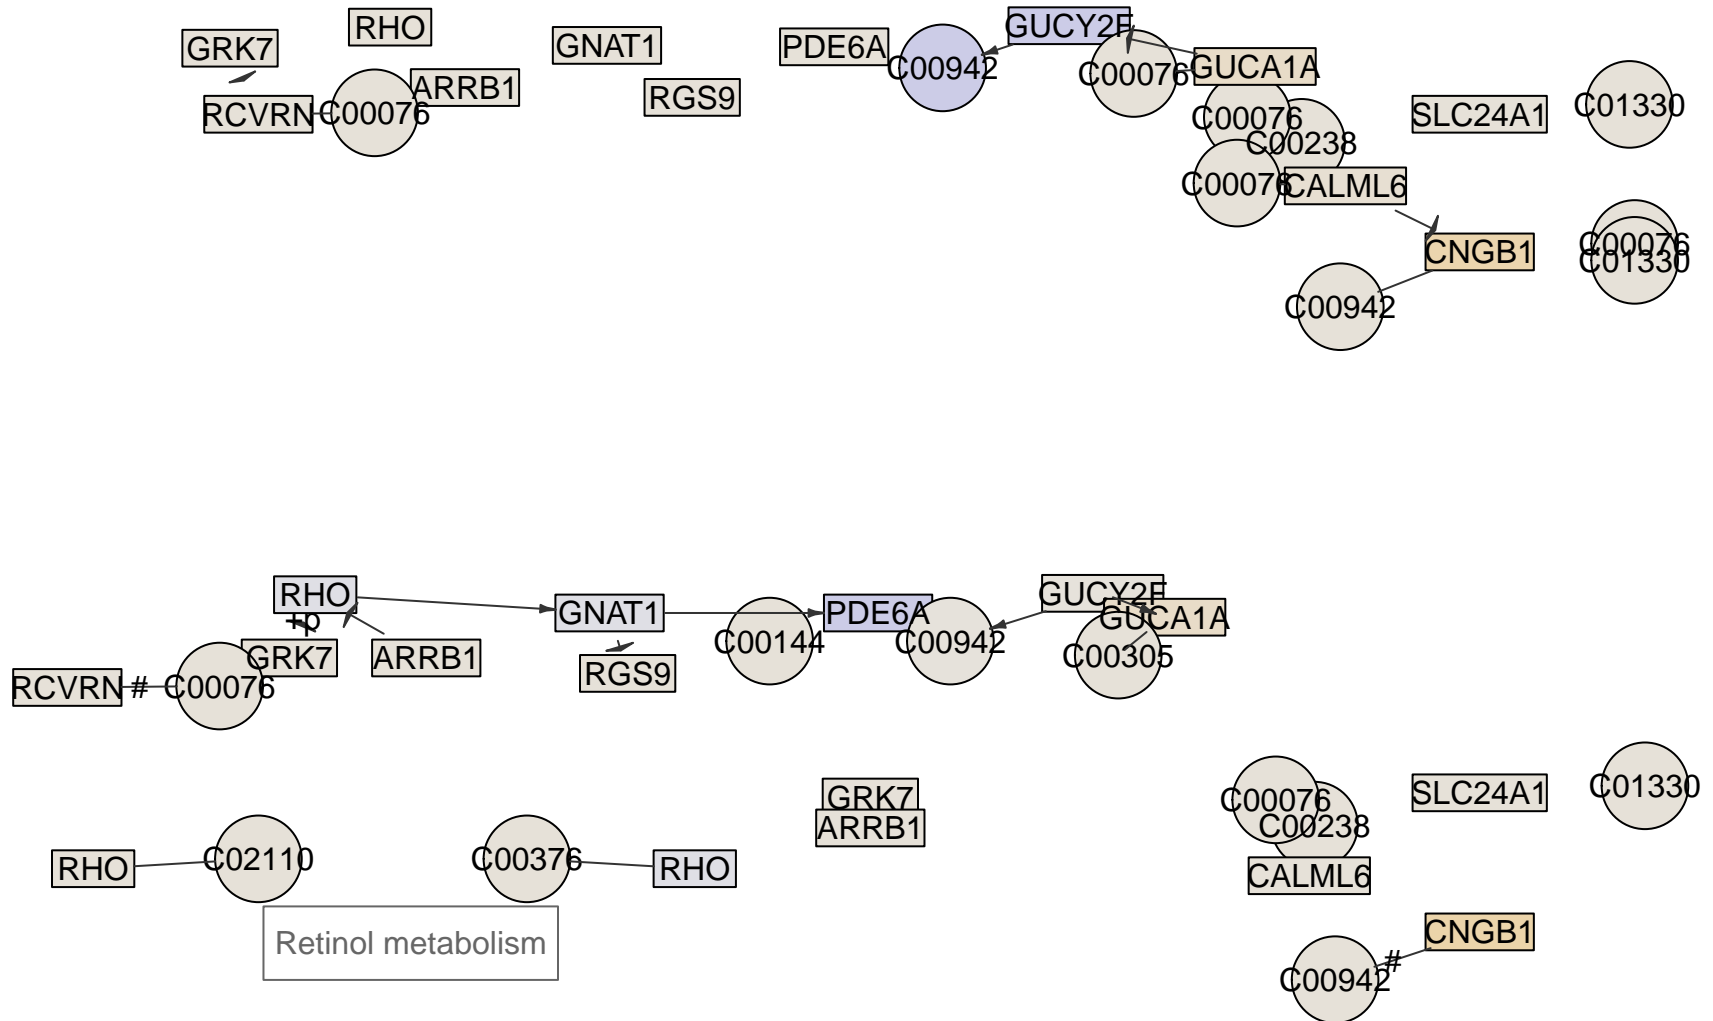 RHO
GRK7
GNAT1
PDE6A
GUCY2F
C00942
C00076
GUCA1A
ARRB1
RGS9
RCVRN
C00076
C00076
SLC24A1
C01330
C00238
C00076
CALML6
C00076
CNGB1
C01330
C00942
RHO
GUCY2F
GNAT1
PDE6A
GUCA1A
+p
C00144
C00942
GRK7
ARRB1
C00305
RGS9
RCVRN
#
C00076
GRK7
C00076
SLC24A1
C01330
ARRB1
C00238
RHO
C02110
C00376
RHO
CALML6
CNGB1
Retinol metabolism
#
C00942